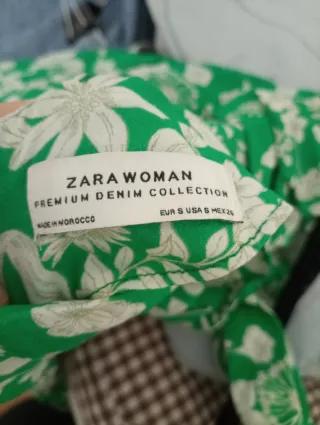 ZARA WOMAN
PREMIUM DENIM COLLECTION
MADE IN MOROCCO
EUR S USA S MEX 26